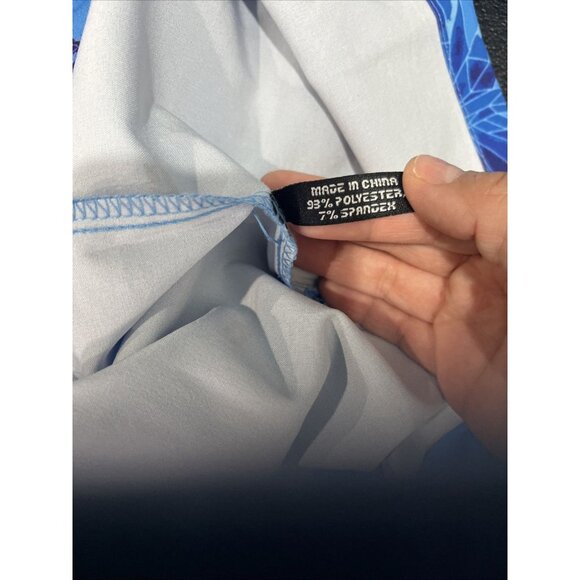 MADE IN CHINA
93% POLYESTER,
7% SPANDEX